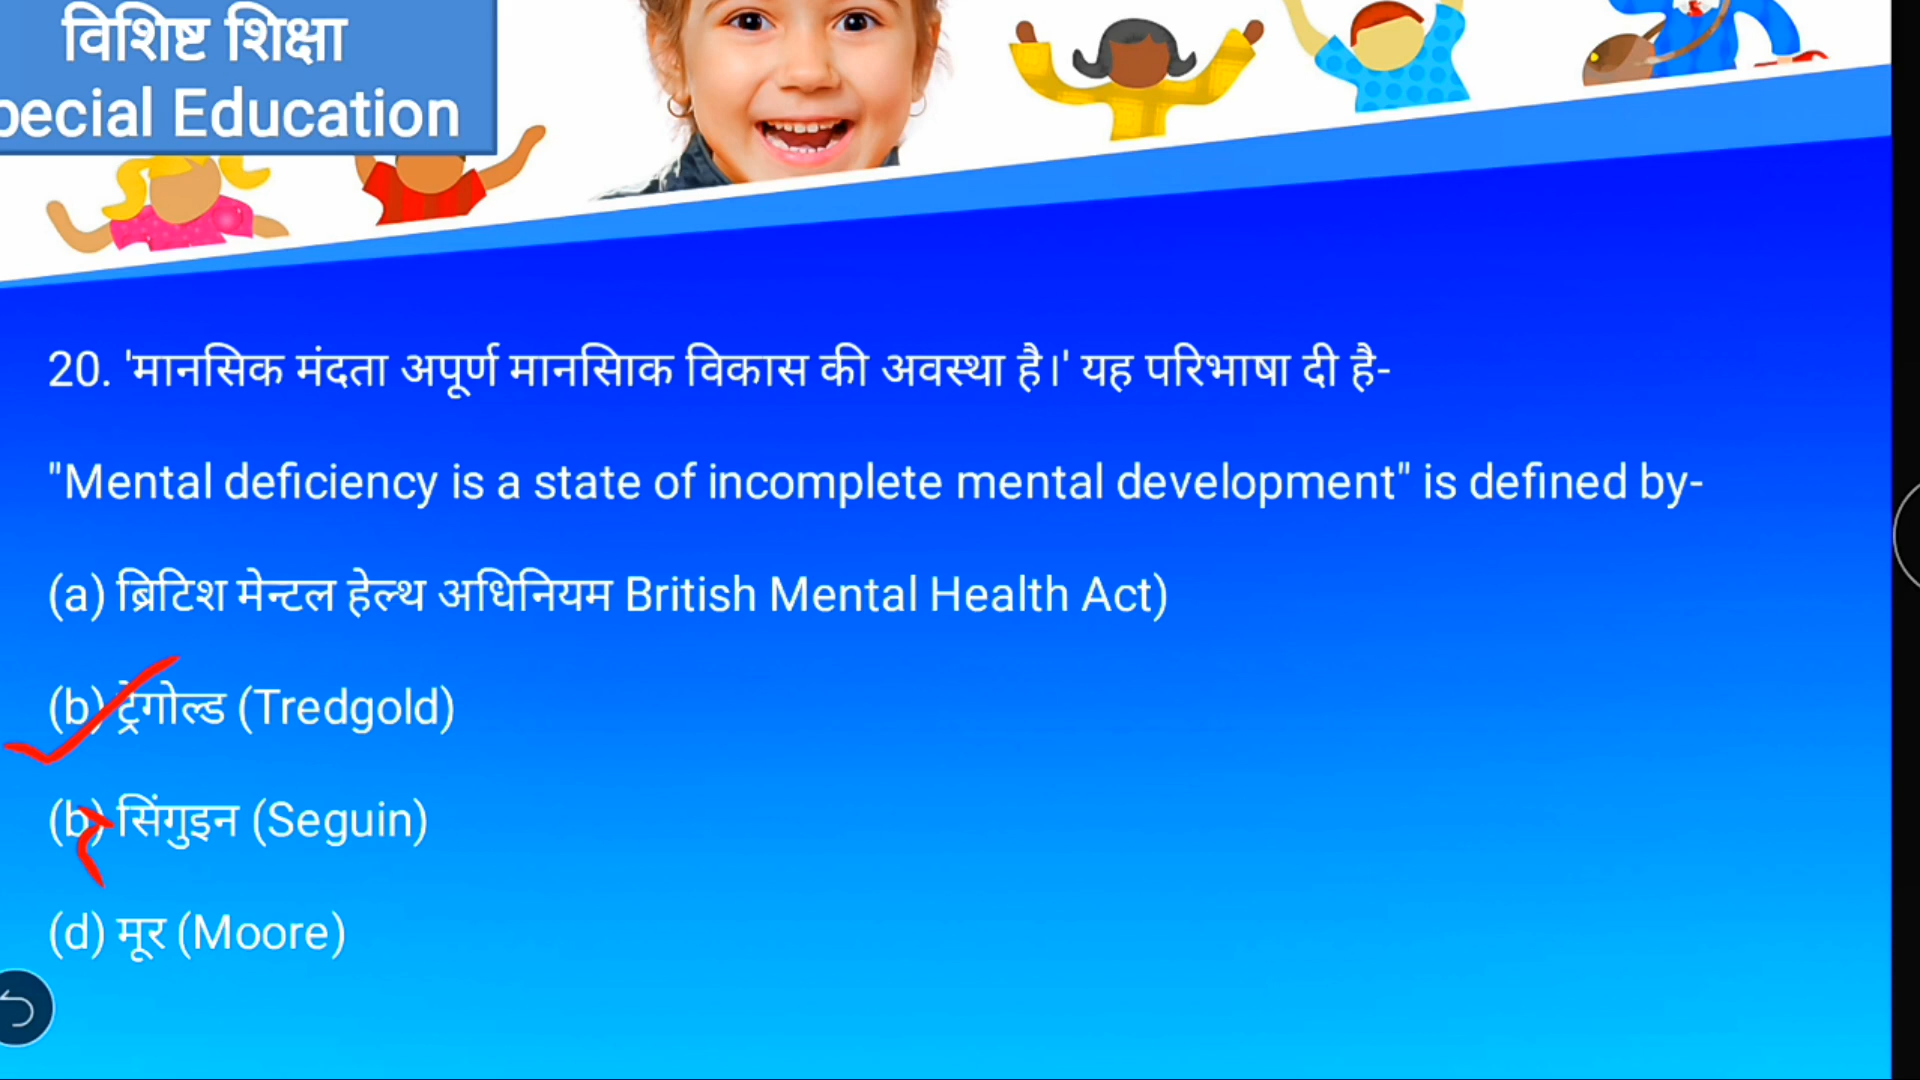 विशिष्ट शिक्षा
pecial Education
20. 'मानसिक मंदता अपूर्ण मानसिाक विकास की अवस्था है।' यह परिभाषा दी है-
"Mental deficiency is a state of incomplete mental development" is defined by-
(a) ब्रिटिश मेन्टल हेल्थ अधिनियम British Mental Health Act)
(b) ट्रेगोल्ड (Tredgold)
(b) सिंगुइन (Seguin)
(d) मूर (Moore)